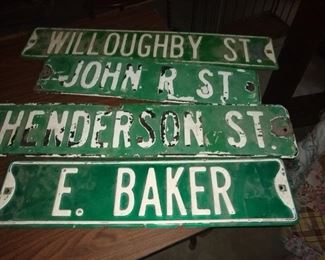 WILLOUGHBY ST.
JOHN R ST
HENDERSON ST.
E. BAKER